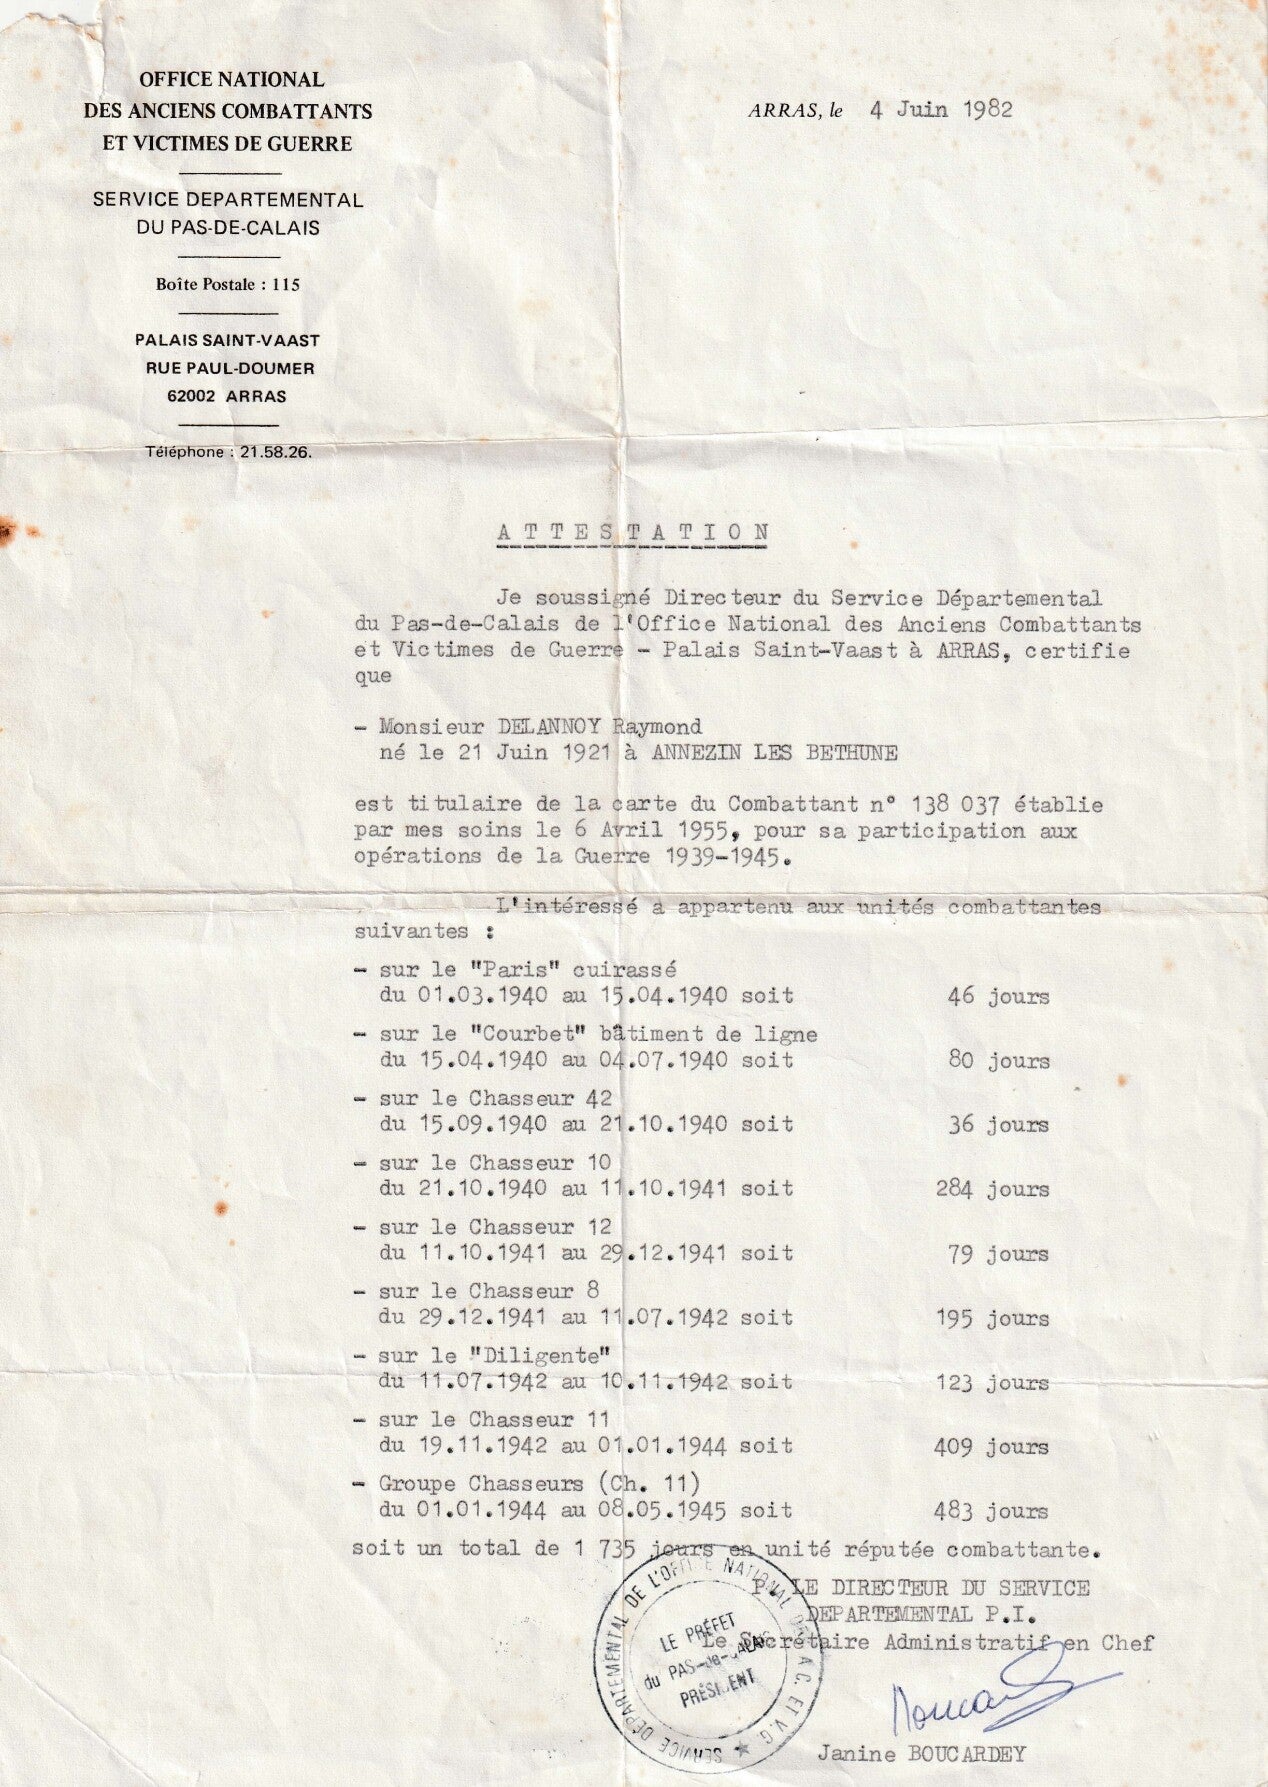 OFFICE NATIONAL
DES ANCIENS COMBATTANTS
ET VICTIMES DE GUERRE
SERVICE DEPARTEMENTAL
DU PAS-DE-CALAIS
Boîte Postale : 115
PALAIS SAINT-VAAST
RUE PAUL-DOUMER
62002 ARRAS
Téléphone : 21.58.26.
ARRAS, le 4 Juin 1982
ATTESTATION
Je soussigné Directeur du Service Départemental
du Pas-de-Calais de l'Office National des Anciens Combattants
et Victimes de Guerre - Palais Saint-Vaast à ARRAS, certifie
que
- Monsieur DELANNOY Raymond
né le 21 Juin 1921 à ANNEZIN LES BETHUNE
est titulaire de la carte du Combattant n° 138 037 établie
par mes soins le 6 Avril 1955, pour sa participation aux
opérations de la Guerre 1939-1945.
L'intéressé a appartenu aux unités combattantes
suivantes :
- sur le "Paris" cuirassé
du 01.03.1940 au 15.04.1940 soit 46 jours
- sur le "Courbet" bâtiment de ligne
du 15.04.1940 au 04.07.1940 soit 80 jours
- sur le Chasseur 42
du 15.09.1940 au 21.10.1940 soit 36 jours
- sur le Chasseur 10
du 21.10.1940 au 11.10.1941 soit 284 jours
- sur le Chasseur 12
du 11.10.1941 au 29.12.1941 soit 79 jours
- sur le Chasseur 8
du 29.12.1941 au 11.07.1942 soit 195 jours
- sur le "Diligente"
du 11.07.1942 au 10.11.1942 soit 123 jours
- sur le Chasseur 11
du 19.11.1942 au 01.01.1944 soit 409 jours
- Groupe Chasseurs (Ch. 11)
du 01.01.1944 au 08.05.1945 soit 483 jours
soit un total de 1 735 jours en unité réputée combattante.
P. LE DIRECTEUR DU SERVICE
DEPARTEMENTAL P.I.
Le Secrétaire Administratif en Chef
SERVICE DÉPARTEMENTAL DE L'OFFICE NATIONAL DES A.C. ET V.G.
LE PRÉFET
du PAS-de-CALAIS
PRÉSIDENT
Janine BOUCARDEY